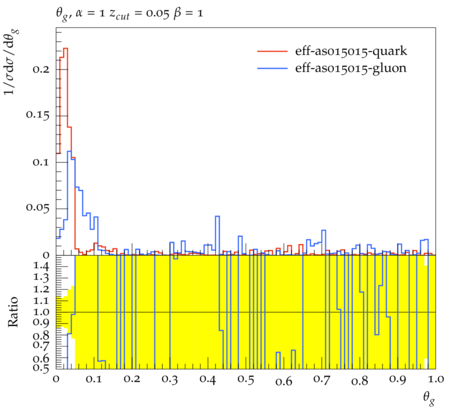 θg, α = 1 zcut = 0.05 β = 1
1/σdσ/dθg
eff-as015015-quark
eff-as015015-gluon
0.2
0.15
0.1
0.05
0
Ratio
1.4
1.3
1.2
1.1
1.0
0.9
0.8
0.7
0.6
0.5
0 0.1 0.2 0.3 0.4 0.5 0.6 0.7 0.8 0.9 1.0
θg